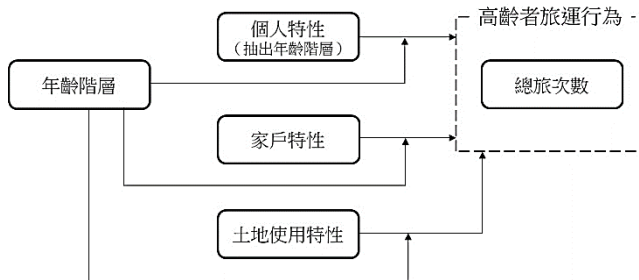 高齡者旅運行為
個人特性
（抽出年齡階層）
年齡階層
總旅次數
家戶特性
土地使用特性